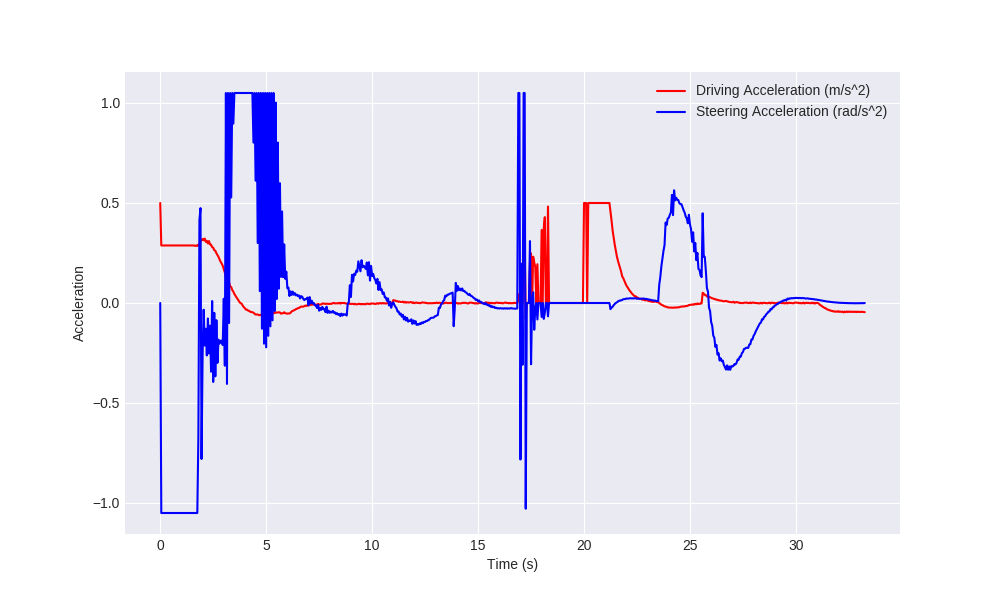 Driving Acceleration (m/s^2)
Steering Acceleration (rad/s^2)
1.0
0.5
0.0
−0.5
−1.0
Acceleration
0 5 10 15 20 25 30
Time (s)